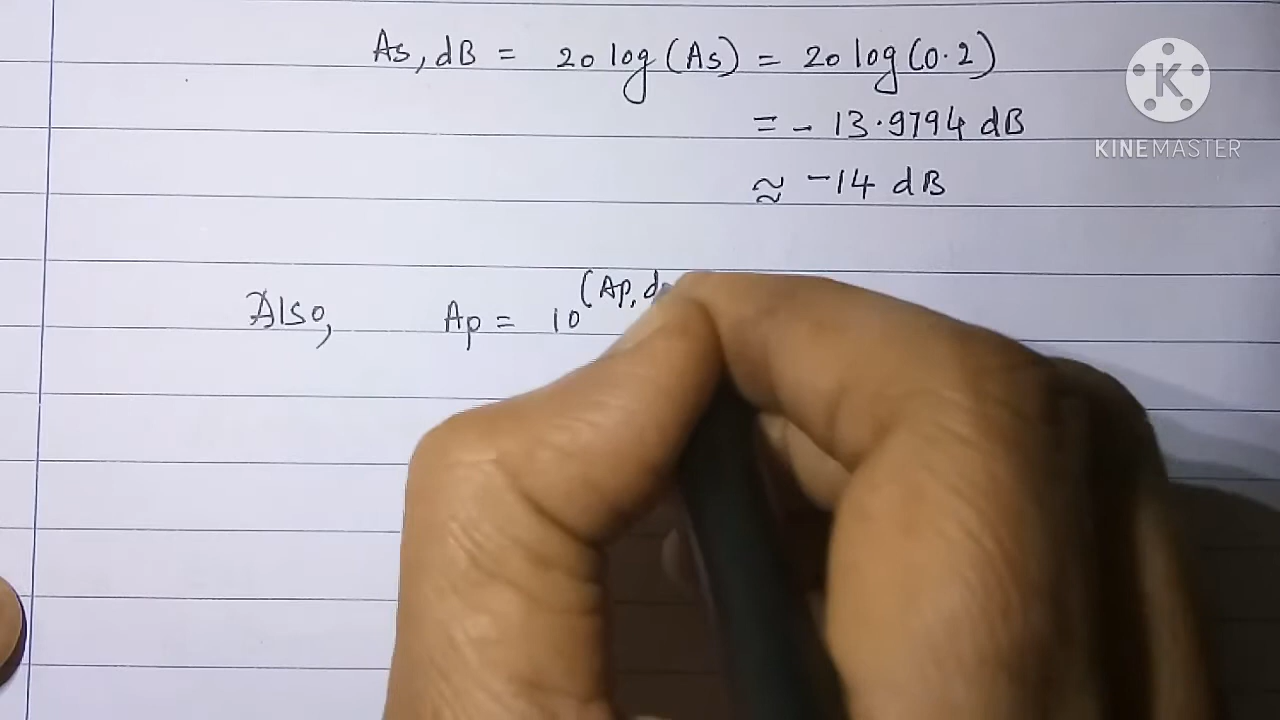 As, dB = 20 log(As) = 20 log(0.2)
= - 13.9794 dB
≈ -14 dB
K
KINEMASTER
Also, Ap = 10^(Ap, d